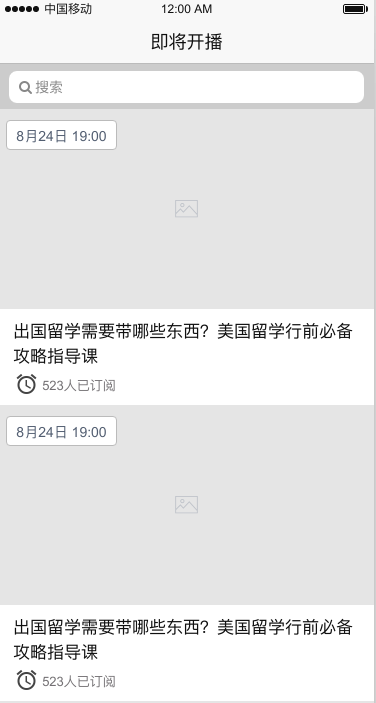 中国移动 12:00 AM
即将开播
搜索
8月24日 19:00
出国留学需要带哪些东西？美国留学行前必备
攻略指导课
523人已订阅
8月24日 19:00
出国留学需要带哪些东西？美国留学行前必备
攻略指导课
523人已订阅